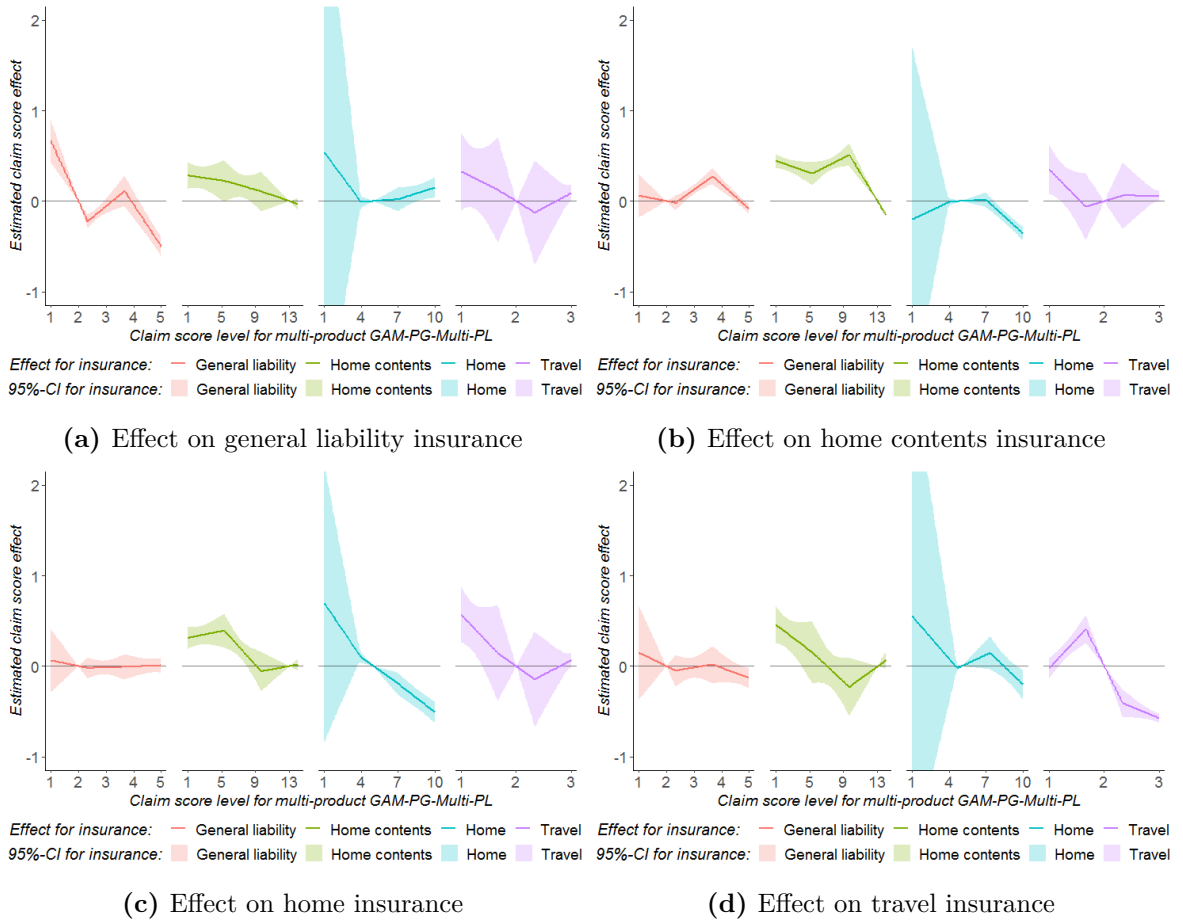 Estimated claim score effect
2
1
0
-1
1 2 3 4 5 1 5 9 13 1 4 7 10 1 2 3
Claim score level for multi-product GAM-PG-Multi-PL
Effect for insurance: General liability Home contents Home Travel
95%-CI for insurance: General liability Home contents Home Travel
(a) Effect on general liability insurance
Estimated claim score effect
2
1
0
-1
1 2 3 4 5 1 5 9 13 1 4 7 10 1 2 3
Claim score level for multi-product GAM-PG-Multi-PL
Effect for insurance: General liability Home contents Home Travel
95%-CI for insurance: General liability Home contents Home Travel
(b) Effect on home contents insurance
Estimated claim score effect
2
1
0
-1
1 2 3 4 5 1 5 9 13 1 4 7 10 1 2 3
Claim score level for multi-product GAM-PG-Multi-PL
Effect for insurance: General liability Home contents Home Travel
95%-CI for insurance: General liability Home contents Home Travel
(c) Effect on home insurance
Estimated claim score effect
2
1
0
-1
1 2 3 4 5 1 5 9 13 1 4 7 10 1 2 3
Claim score level for multi-product GAM-PG-Multi-PL
Effect for insurance: General liability Home contents Home Travel
95%-CI for insurance: General liability Home contents Home Travel
(d) Effect on travel insurance